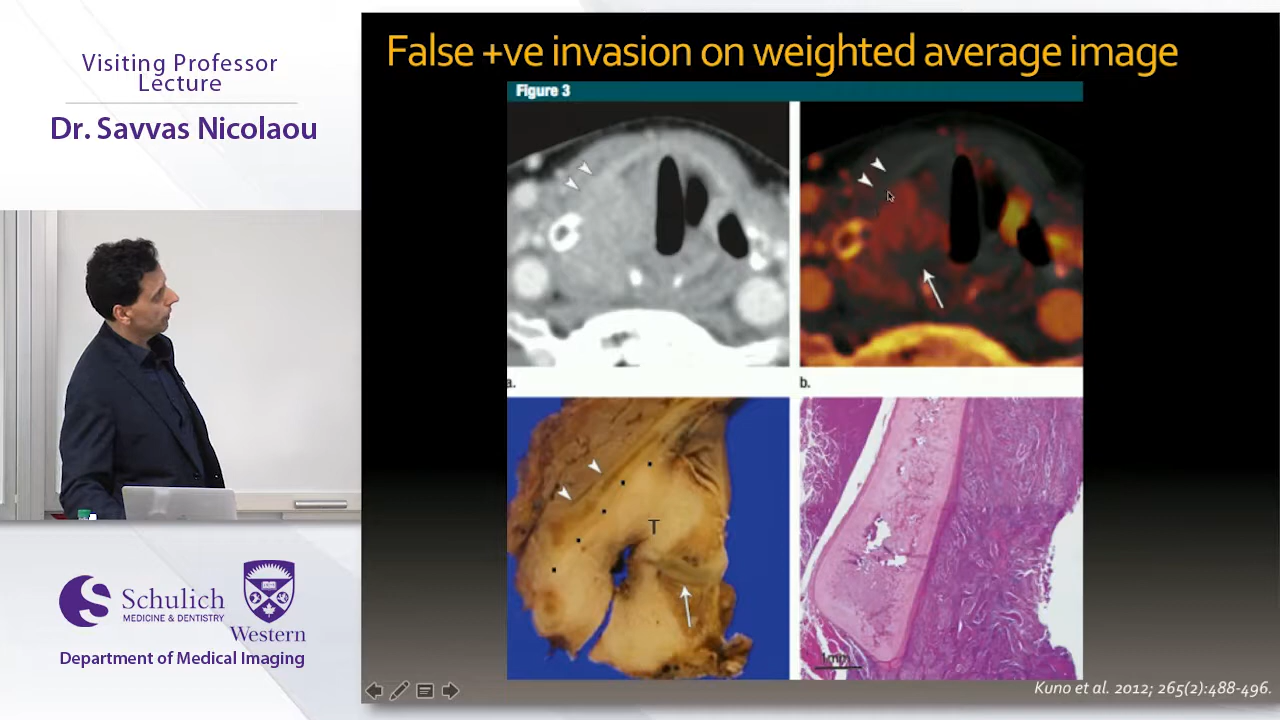 Visiting Professor
Lecture
Dr. Savvas Nicolaou
Schulich
MEDICINE & DENTISTRY
Western
Department of Medical Imaging
False +ve invasion on weighted average image
Figure 3
a.
b.
T
1mm
Kuno et al. 2012; 265(2):488-496.